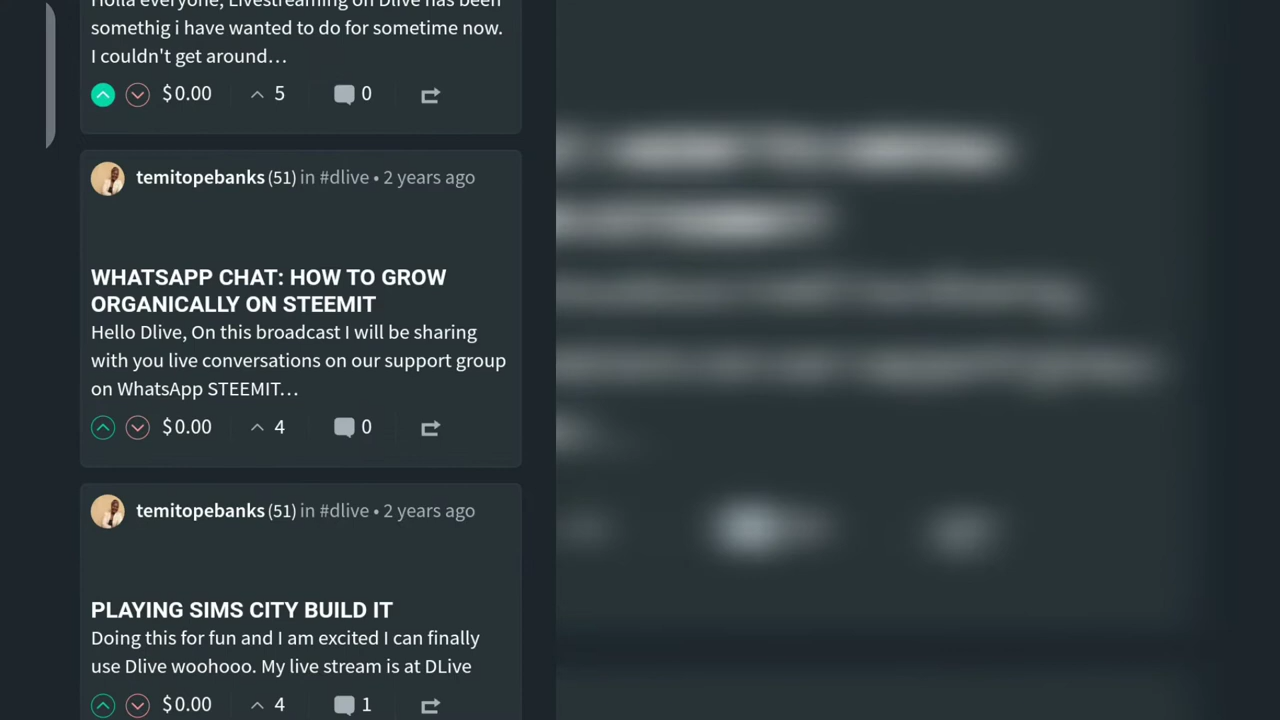 Holla everyone, Livestreaming on Dlive has been
somethig i have wanted to do for sometime now.
I couldn't get around…
$0.00 5 0
temitopebanks (51) in #dlive • 2 years ago
WHATSAPP CHAT: HOW TO GROW
ORGANICALLY ON STEEMIT
Hello Dlive, On this broadcast I will be sharing
with you live conversations on our support group
on WhatsApp STEEMIT…
$0.00 4 0
temitopebanks (51) in #dlive • 2 years ago
PLAYING SIMS CITY BUILD IT
Doing this for fun and I am excited I can finally
use Dlive woohooo. My live stream is at DLive
$0.00 4 1